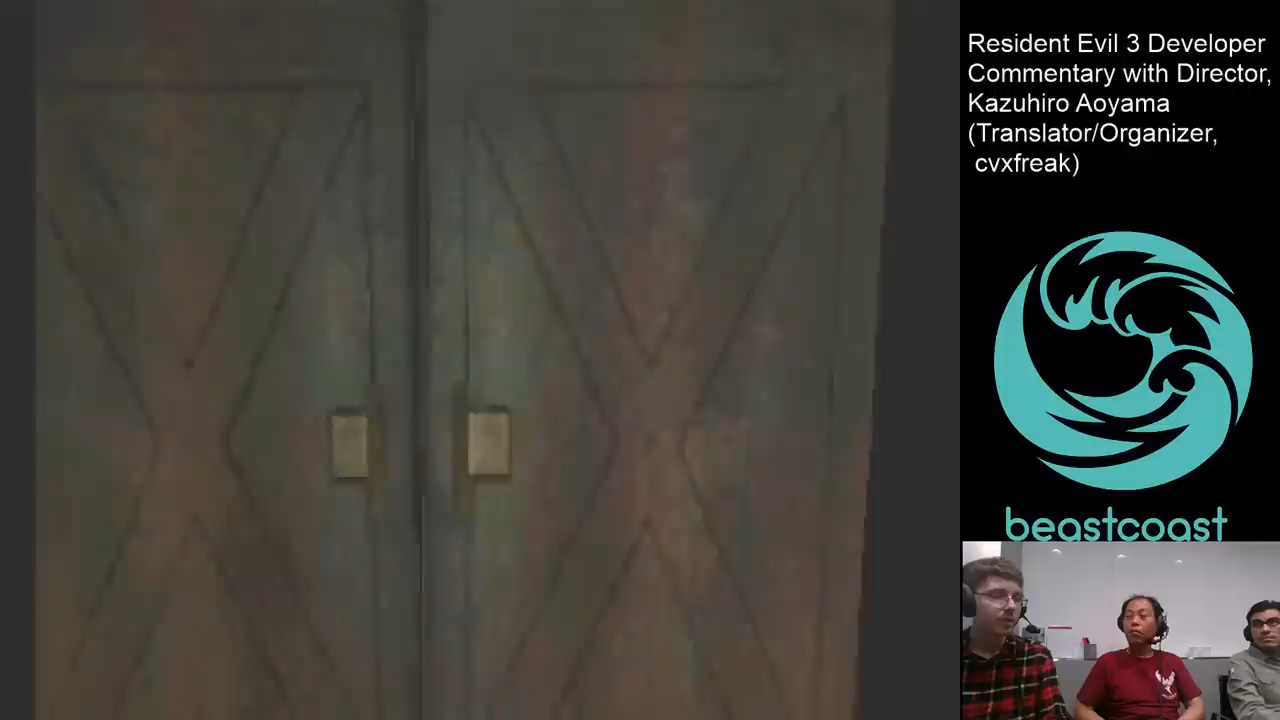 Resident Evil 3 Developer
Commentary with Director,
Kazuhiro Aoyama
(Translator/Organizer,
cvxfreak)
beastcoast